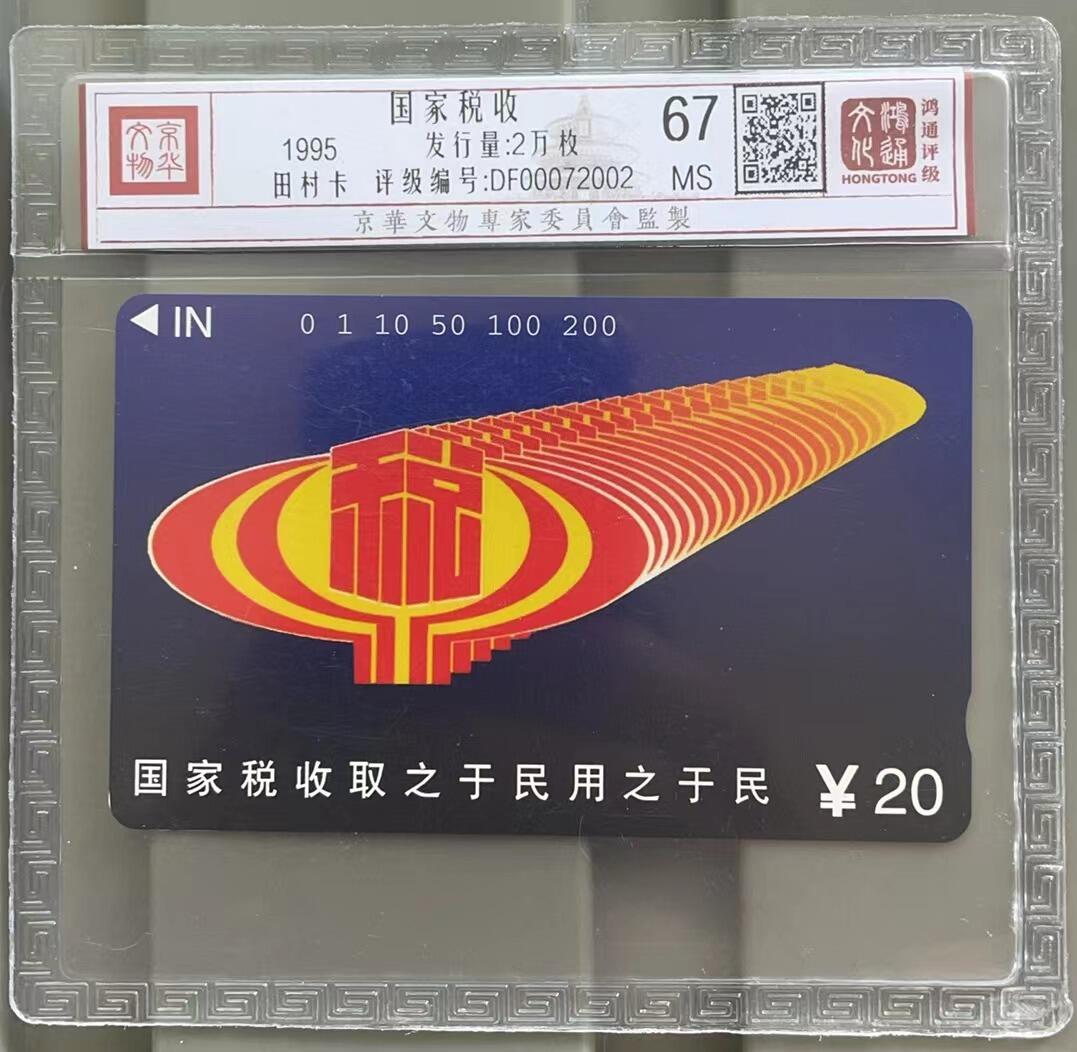 京华文物
国家税收
1995 发行量:2万枚
田村卡 评级编号:DF00072002
67
MS
鸿通文化
HONGTONG
鸿通评级
京華文物專家委員會監製
IN
0 1 10 50 100 200
税
国家税收取之于民用之于民
¥20